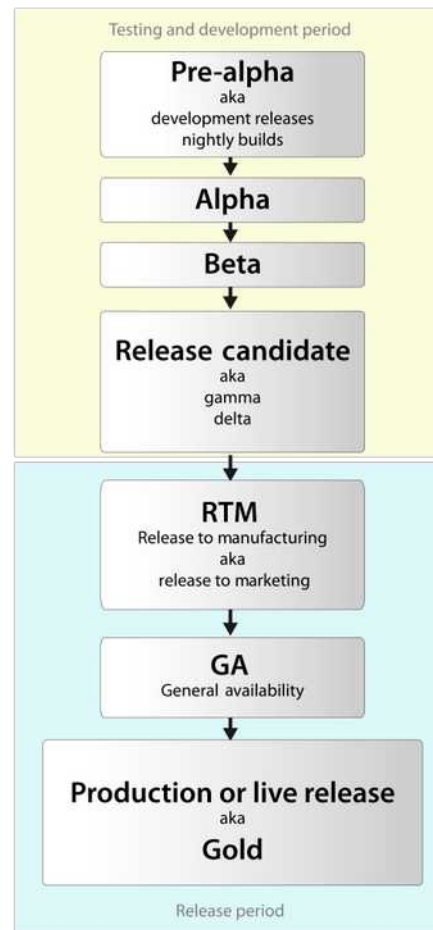 Testing and development period
Pre-alpha
aka
development releases
nightly builds
Alpha
Beta
Release candidate
aka
gamma
delta
RTM
Release to manufacturing
aka
release to marketing
GA
General availability
Production or live release
aka
Gold
Release period